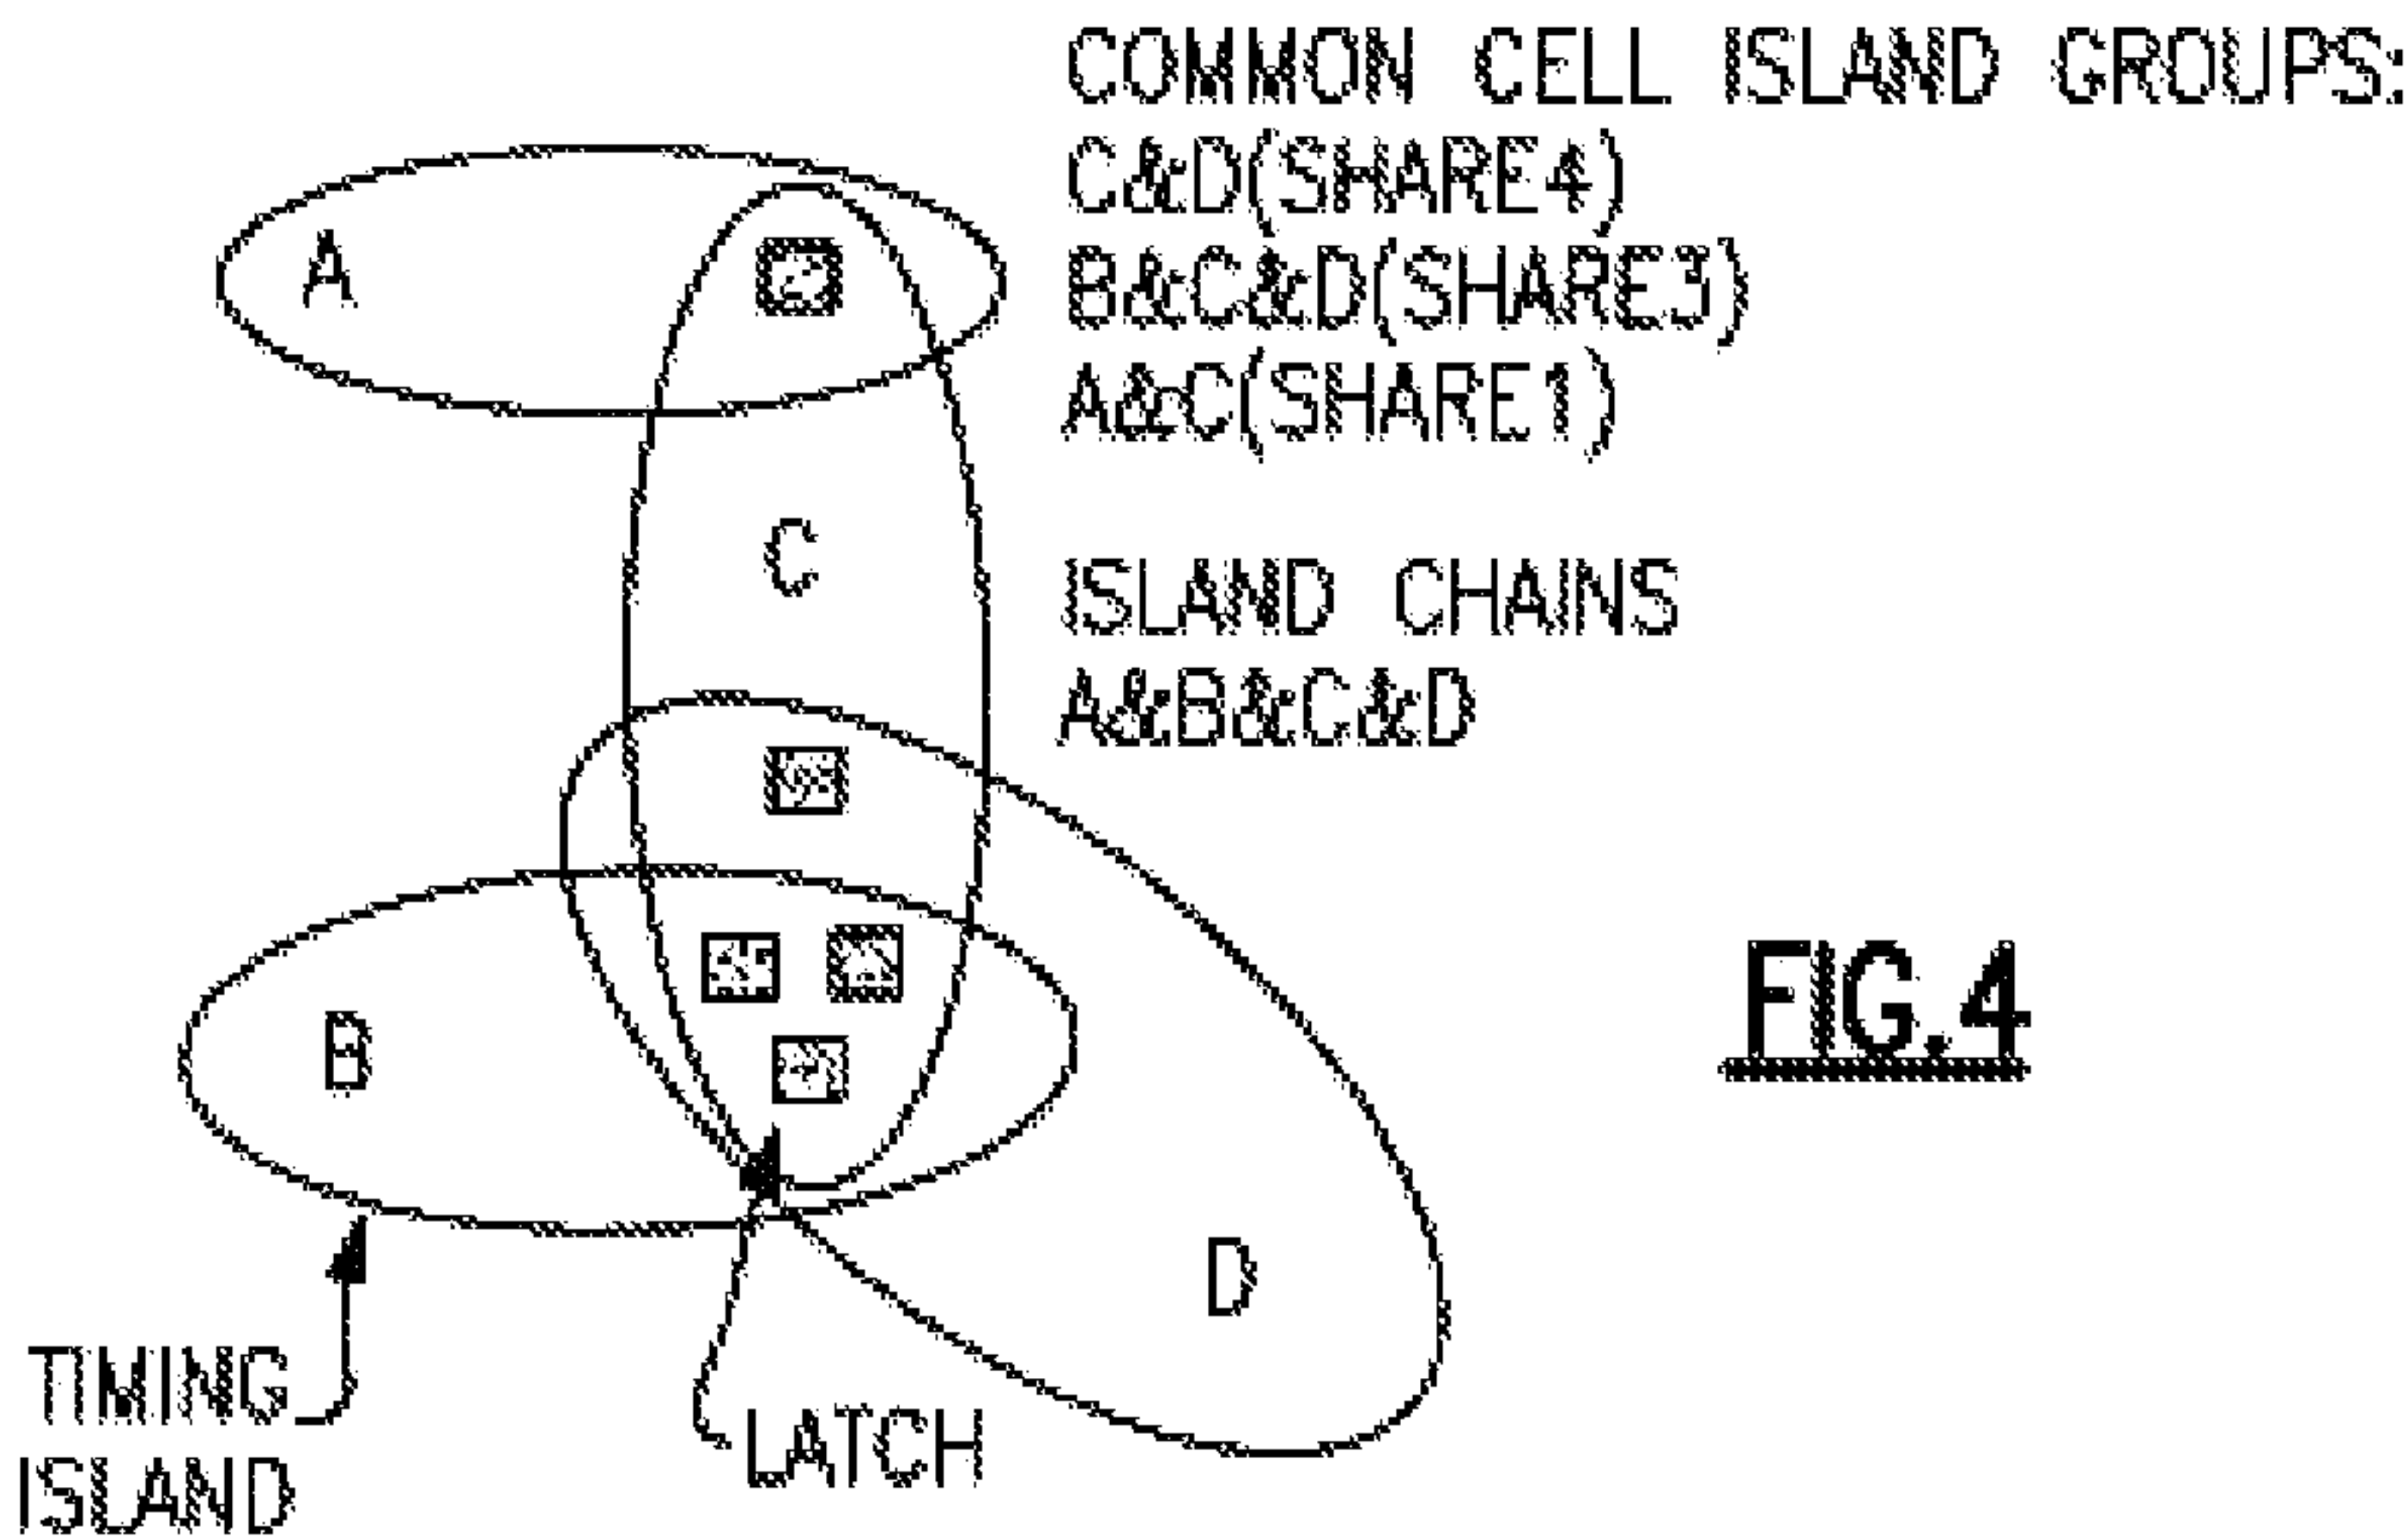 COMMON CELL ISLAND GROUPS:
C&D(SHARE4)
B&C&D(SHARE3)
A&C(SHARE1)
A
C
ISLAND CHAINS
A&B&C&D
B
D
FIG.4
TIMING
ISLAND
LATCH